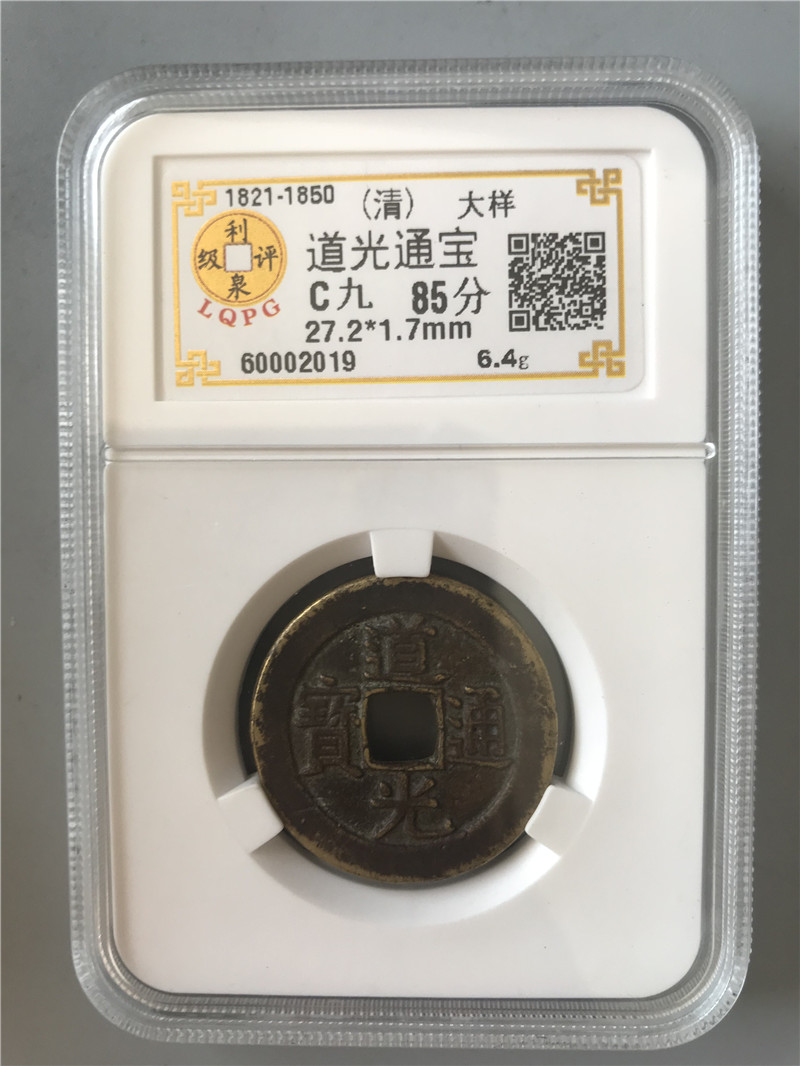 1821-1850 (清) 大样
利泉评级
LQPG
道光通宝
C九 85分
27.2*1.7mm
60002019 6.4g
道光通寶